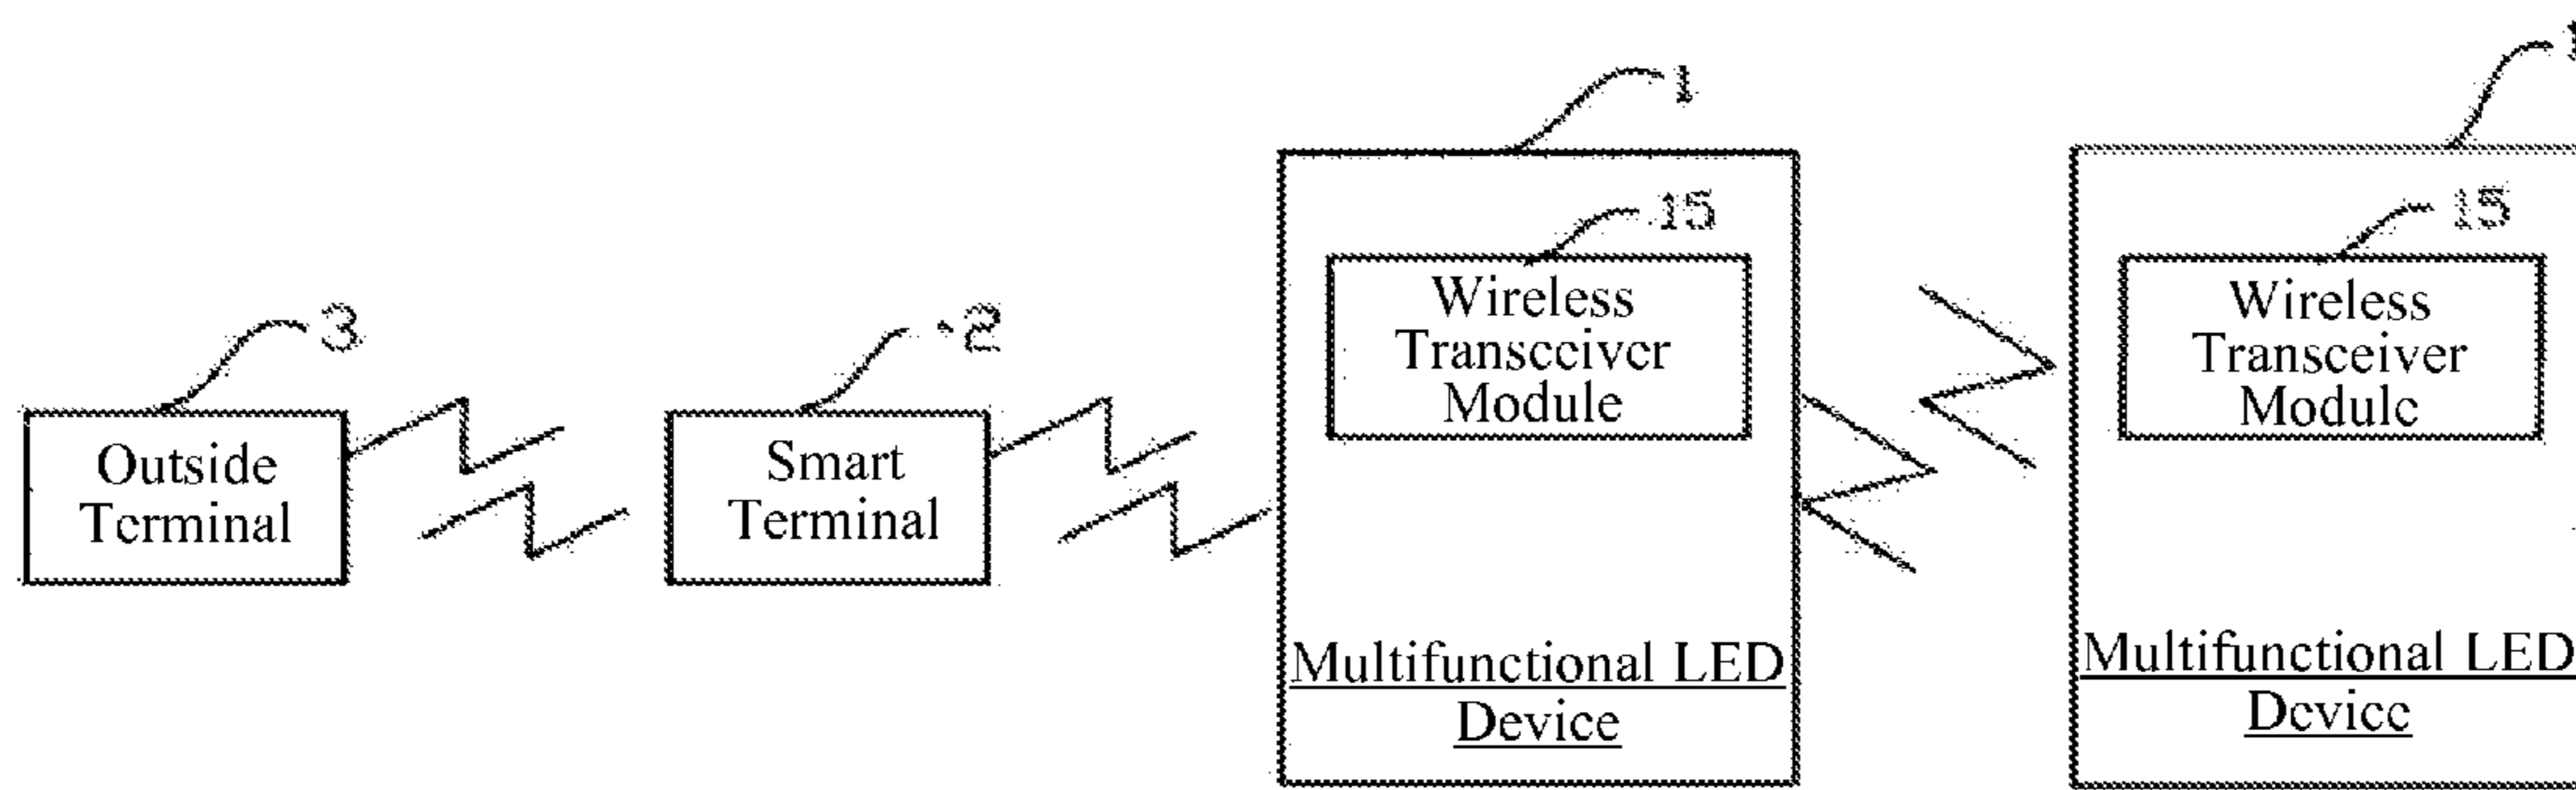 1
1
15
15
3
2
Wireless
Transceiver
Module
Wireless
Transceiver
Module
Outside
Terminal
Smart
Terminal
Multifunctional LED
Device
Multifunctional LED
Device